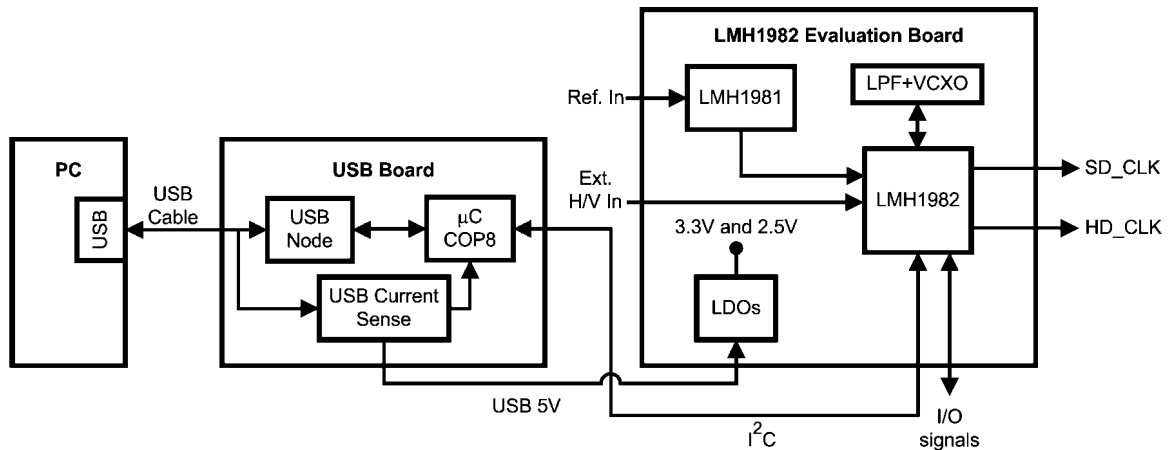 LMH1982 Evaluation Board
LPF+VCXO
Ref. In
LMH1981
PC
USB Board
SD_CLK
USB
Cable
Ext.
H/V In
LMH1982
USB
USB
Node
µC
COP8
3.3V and 2.5V
HD_CLK
USB Current
Sense
LDOs
USB 5V
I²C
I/O
signals